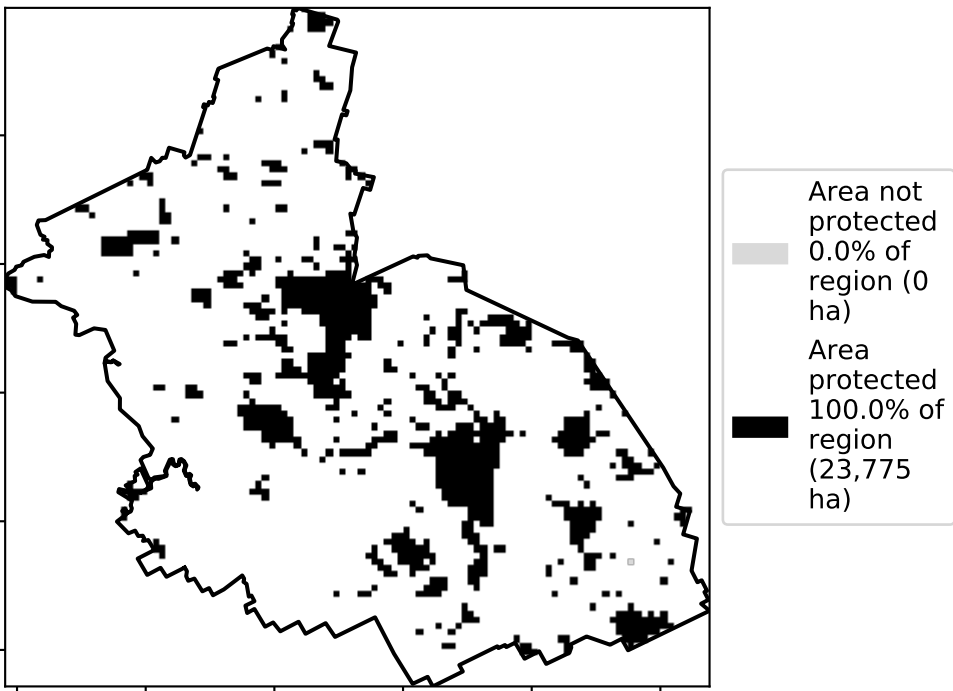 Area not
protected
0.0% of
region (0
ha)
Area
protected
100.0% of
region
(23,775
ha)